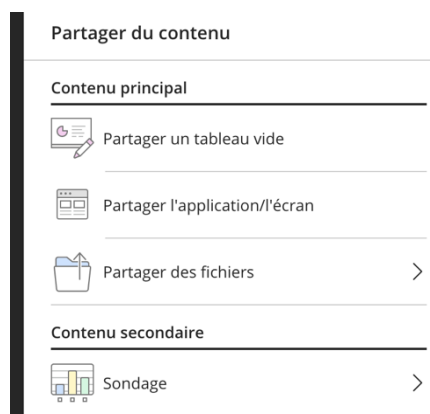 Partager du contenu
Contenu principal
Partager un tableau vide
Partager l'application/l'écran
Partager des fichiers
Contenu secondaire
Sondage